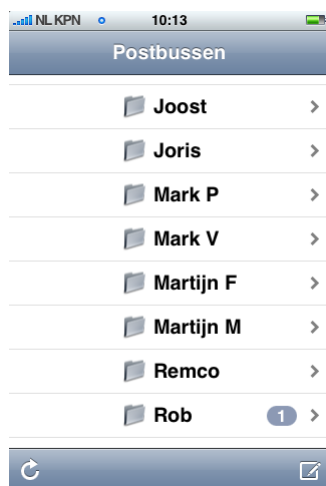 NL KPN 10:13
Postbussen
Joost
Joris
Mark P
Mark V
Martijn F
Martijn M
Remco
Rob 1